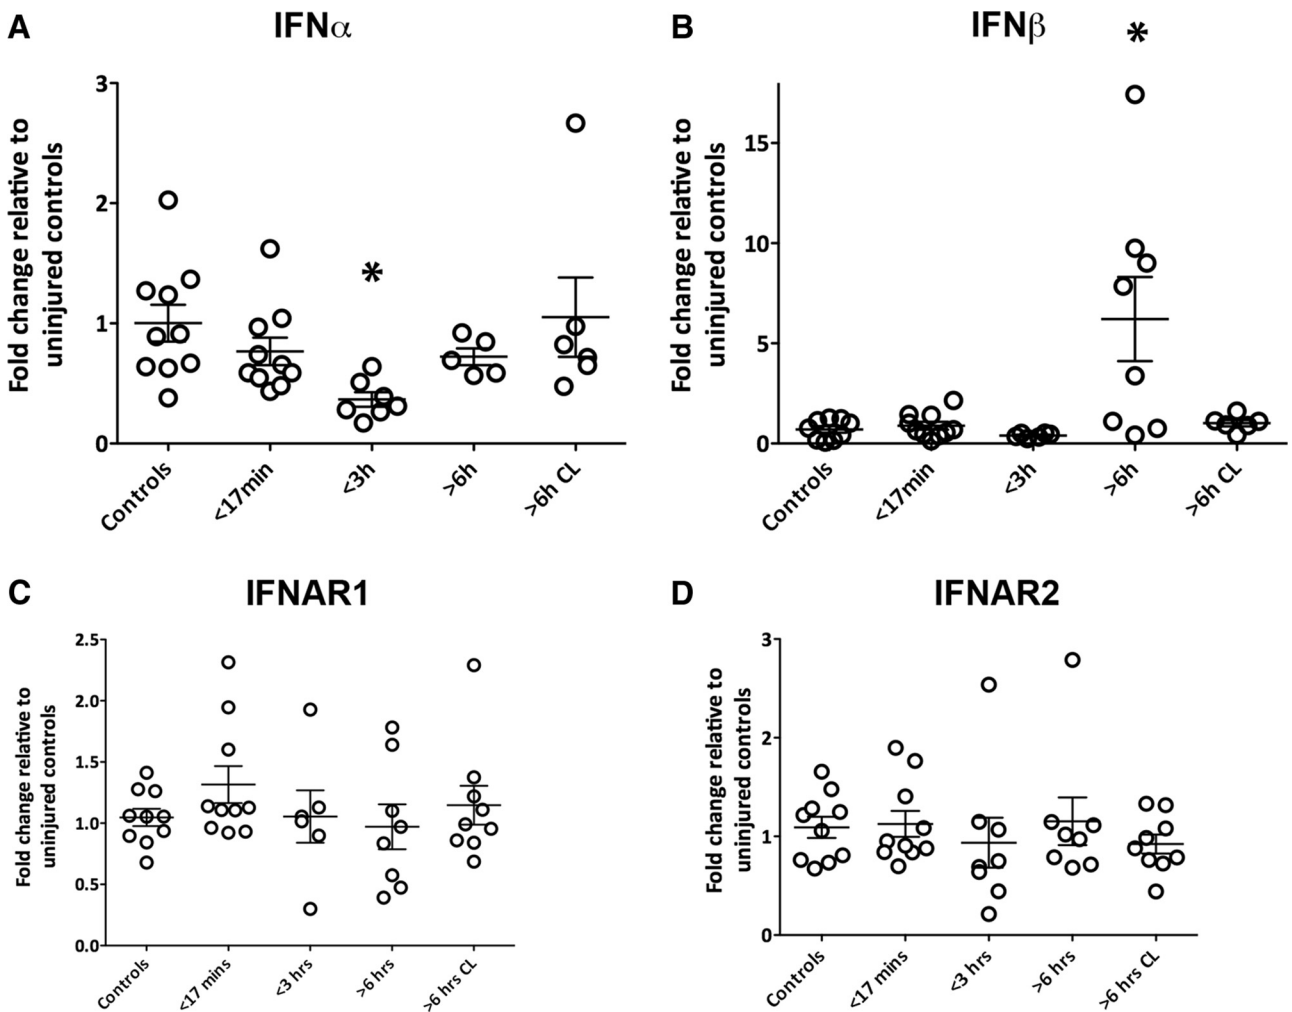 A
IFNα
Fold change relative to
uninjured controls
3
2
1
0
*
Controls
<17min
<3h
>6h
>6h CL
B
IFNβ
*
Fold change relative to
uninjured controls
15
10
5
0
Controls
<17min
<3h
>6h
>6h CL
C
IFNAR1
Fold change relative to
uninjured controls
2.5
2.0
1.5
1.0
0.5
0.0
Controls
<17 mins
<3 hrs
>6 hrs
>6 hrs CL
D
IFNAR2
Fold change relative to
uninjured controls
3
2
1
0
Controls
<17 mins
<3 hrs
>6 hrs
>6 hrs CL